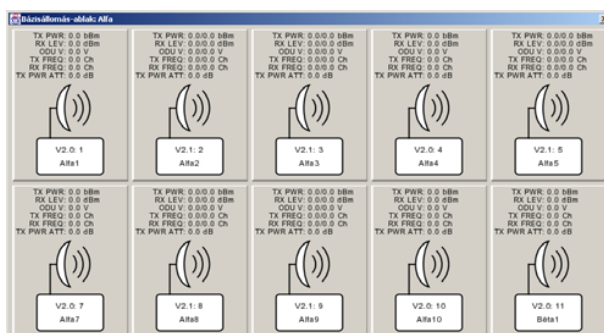 Bázisállomás-ablak: Alfa
TX PWR: 0.0 bBm
RX LEV: 0.0 dBm
ODU V: 0.0 V
TX FREQ: 0.0 Ch
RX FREQ: 0.0 Ch
TX PWR ATT: 0.0 dB
V2.0: 1
Alfa1
TX PWR: 0.0/0.0 bBm
RX LEV: 0.0/0.0 dBm
ODU V: 0.0/0.0 V
TX FREQ: 0.0/0.0 Ch
RX FREQ: 0.0/0.0 Ch
TX PWR ATT: 0.0 dB
V2.1: 2
Alfa2
TX PWR: 0.0/0.0 bBm
RX LEV: 0.0/0.0 dBm
ODU V: 0.0/0.0 V
TX FREQ: 0.0/0.0 Ch
RX FREQ: 0.0/0.0 Ch
TX PWR ATT: 0.0 dB
V2.1: 3
Alfa3
TX PWR: 0.0 bBm
RX LEV: 0.0 dBm
ODU V: 0.0 V
TX FREQ: 0.0 Ch
RX FREQ: 0.0 Ch
TX PWR ATT: 0.0 dB
V2.0: 4
Alfa4
TX PWR: 0.0/0.0 bBm
RX LEV: 0.0/0.0 dBm
ODU V: 0.0/0.0 V
TX FREQ: 0.0/0.0 Ch
RX FREQ: 0.0/0.0 Ch
TX PWR ATT: 0.0 dB
V2.1: 5
Alfa5
TX PWR: 0.0 bBm
RX LEV: 0.0 dBm
ODU V: 0.0 V
TX FREQ: 0.0 Ch
RX FREQ: 0.0 Ch
TX PWR ATT: 0.0 dB
V2.0: 7
Alfa7
TX PWR: 0.0/0.0 bBm
RX LEV: 0.0/0.0 dBm
ODU V: 0.0/0.0 V
TX FREQ: 0.0/0.0 Ch
RX FREQ: 0.0/0.0 Ch
TX PWR ATT: 0.0 dB
V2.1: 8
Alfa8
TX PWR: 0.0/0.0 bBm
RX LEV: 0.0/0.0 dBm
ODU V: 0.0/0.0 V
TX FREQ: 0.0/0.0 Ch
RX FREQ: 0.0/0.0 Ch
TX PWR ATT: 0.0 dB
V2.1: 9
Alfa9
TX PWR: 0.0 bBm
RX LEV: 0.0 dBm
ODU V: 0.0 V
TX FREQ: 0.0 Ch
RX FREQ: 0.0 Ch
TX PWR ATT: 0.0 dB
V2.0: 10
Alfa10
TX PWR: 0.0 bBm
RX LEV: 0.0 dBm
ODU V: 0.0 V
TX FREQ: 0.0 Ch
RX FREQ: 0.0 Ch
TX PWR ATT: 0.0 dB
V2.0: 11
Béta1